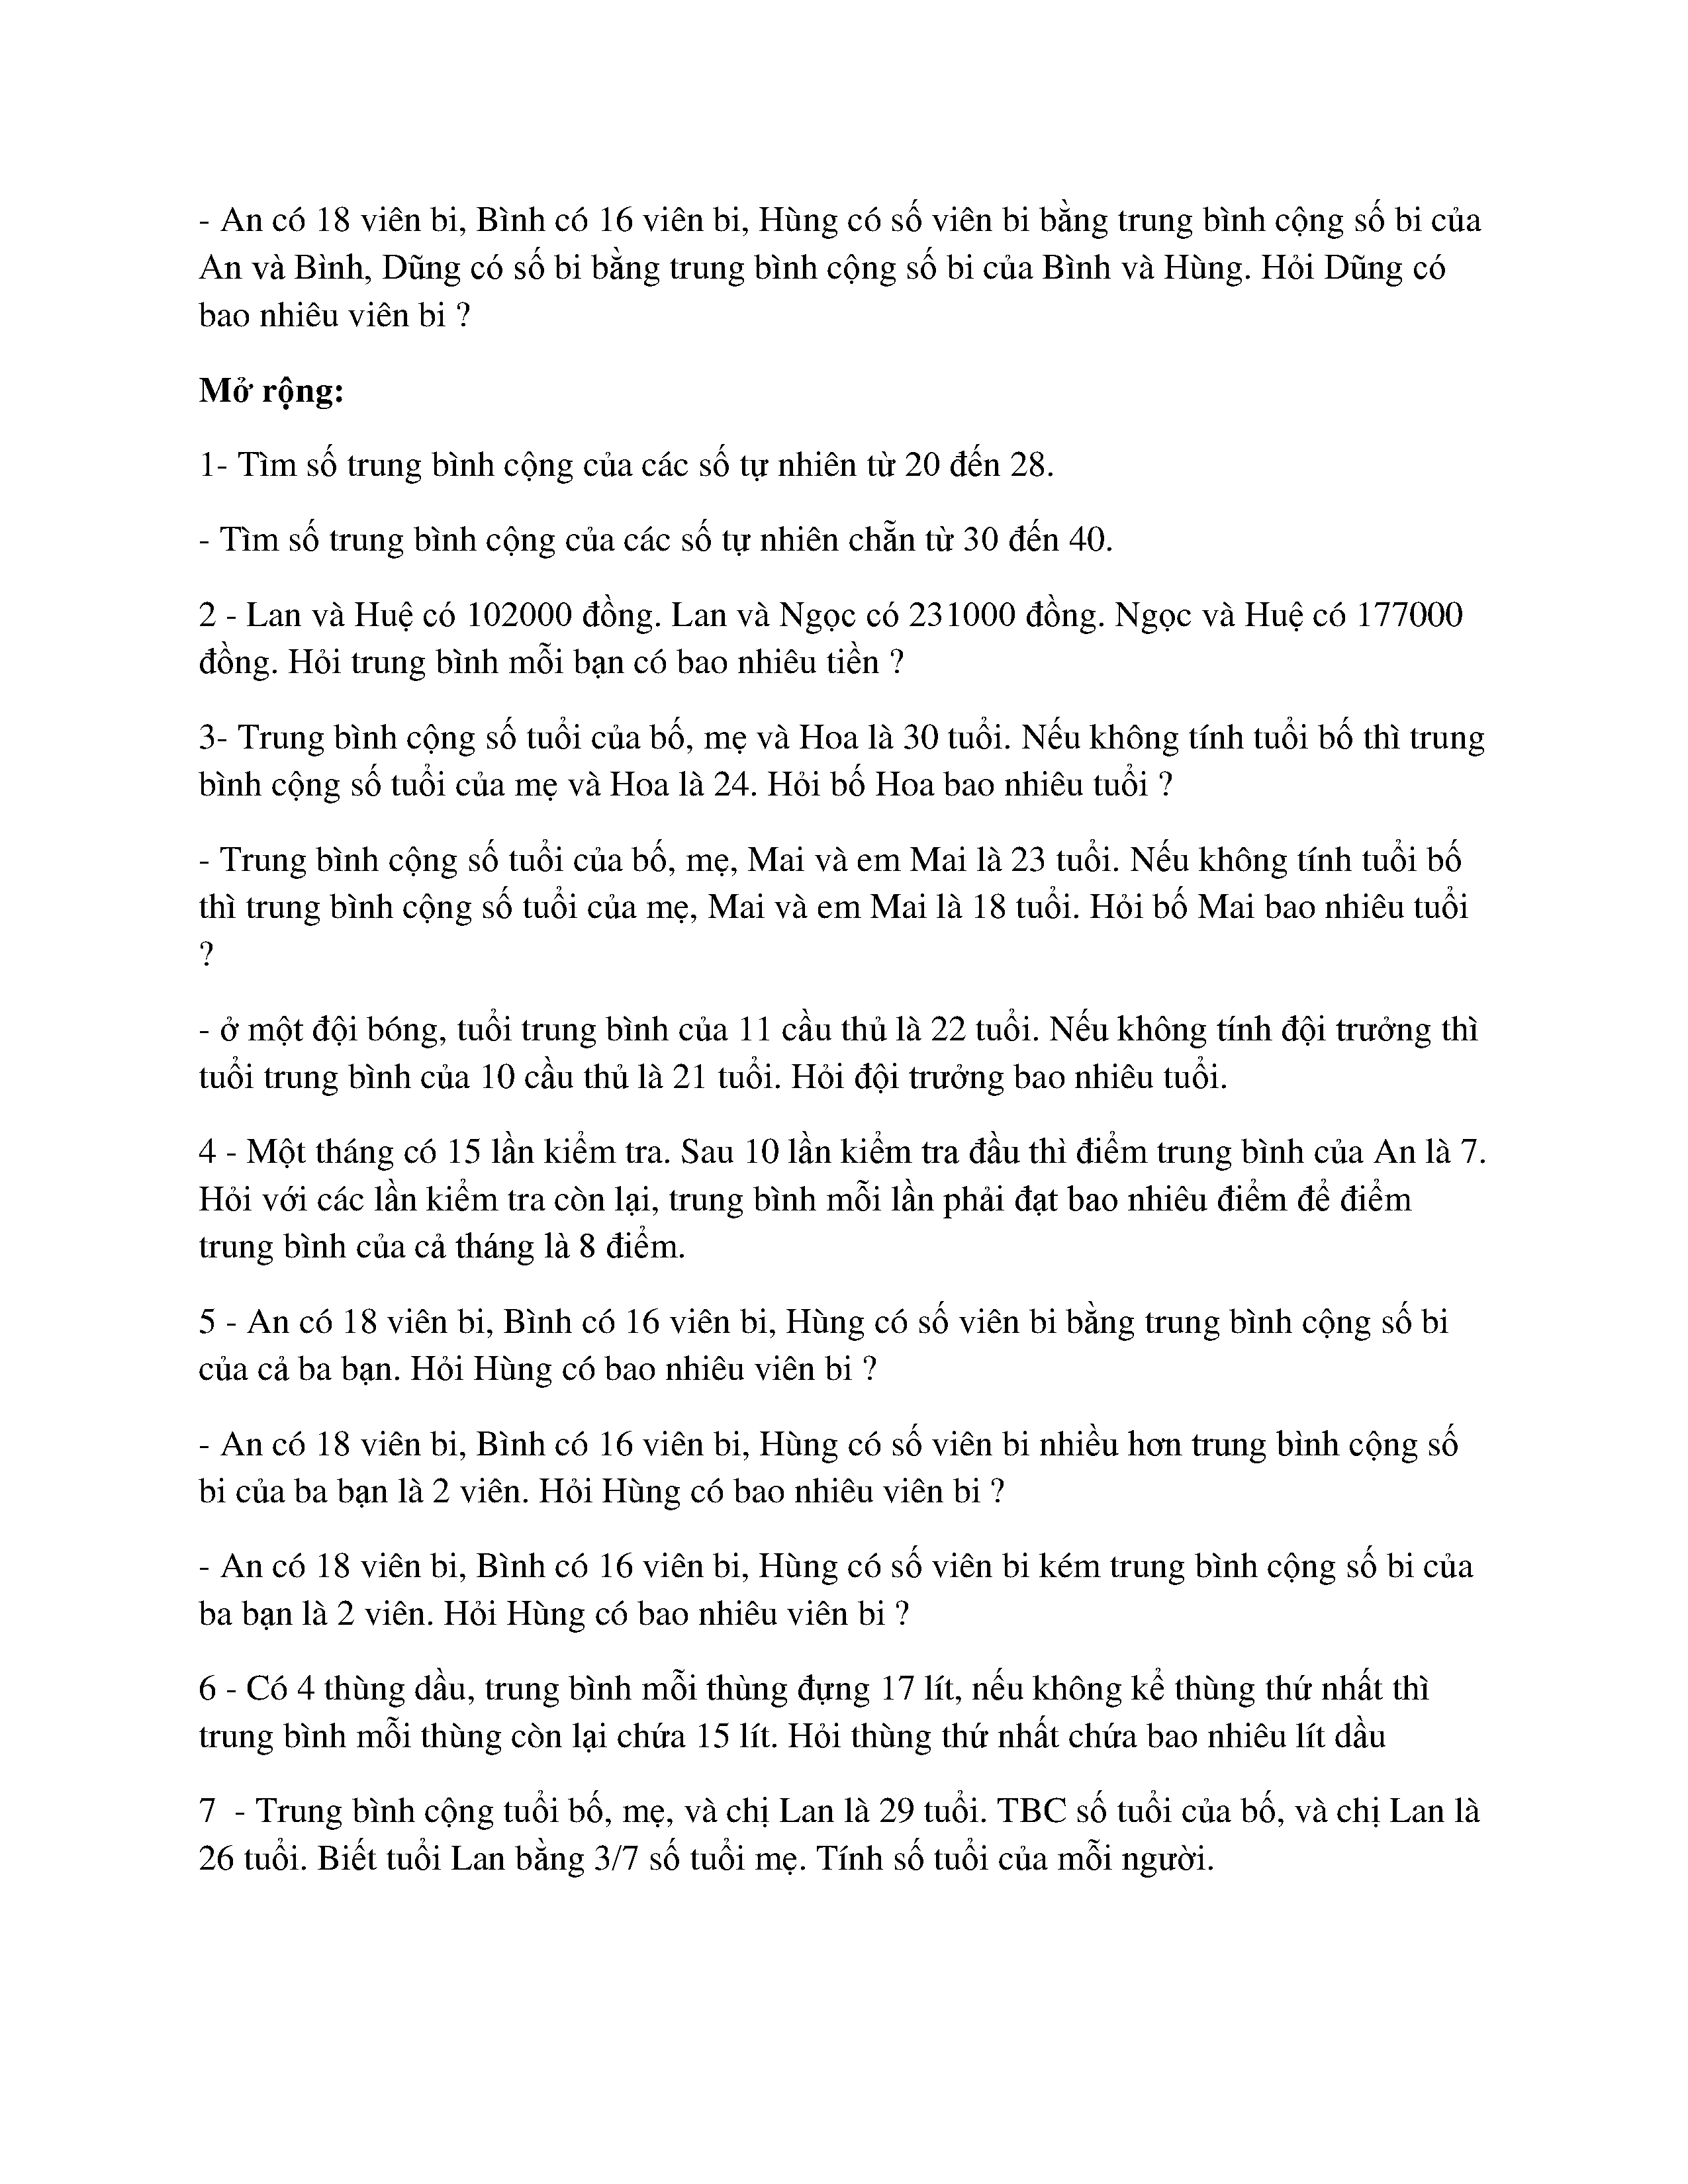 - An có 18 viên bi, Bình có 16 viên bi, Hùng có số viên bi bằng trung bình cộng số bi của
An và Bình, Dũng có số bi bằng trung bình cộng số bi của Bình và Hùng. Hỏi Dũng có
bao nhiêu viên bi ?
Mở rộng:
1- Tìm số trung bình cộng của các số tự nhiên từ 20 đến 28.
- Tìm số trung bình cộng của các số tự nhiên chẵn từ 30 đến 40.
2 - Lan và Huệ có 102000 đồng. Lan và Ngọc có 231000 đồng. Ngọc và Huệ có 177000
đồng. Hỏi trung bình mỗi bạn có bao nhiêu tiền ?
3- Trung bình cộng số tuổi của bố, mẹ và Hoa là 30 tuổi. Nếu không tính tuổi bố thì trung
bình cộng số tuổi của mẹ và Hoa là 24. Hỏi bố Hoa bao nhiêu tuổi ?
- Trung bình cộng số tuổi của bố, mẹ, Mai và em Mai là 23 tuổi. Nếu không tính tuổi bố
thì trung bình cộng số tuổi của mẹ, Mai và em Mai là 18 tuổi. Hỏi bố Mai bao nhiêu tuổi
?
- ở một đội bóng, tuổi trung bình của 11 cầu thủ là 22 tuổi. Nếu không tính đội trưởng thì
tuổi trung bình của 10 cầu thủ là 21 tuổi. Hỏi đội trưởng bao nhiêu tuổi.
4 - Một tháng có 15 lần kiểm tra. Sau 10 lần kiểm tra đầu thì điểm trung bình của An là 7.
Hỏi với các lần kiểm tra còn lại, trung bình mỗi lần phải đạt bao nhiêu điểm để điểm
trung bình của cả tháng là 8 điểm.
5 - An có 18 viên bi, Bình có 16 viên bi, Hùng có số viên bi bằng trung bình cộng số bi
của cả ba bạn. Hỏi Hùng có bao nhiêu viên bi ?
- An có 18 viên bi, Bình có 16 viên bi, Hùng có số viên bi nhiều hơn trung bình cộng số
bi của ba bạn là 2 viên. Hỏi Hùng có bao nhiêu viên bi ?
- An có 18 viên bi, Bình có 16 viên bi, Hùng có số viên bi kém trung bình cộng số bi của
ba bạn là 2 viên. Hỏi Hùng có bao nhiêu viên bi ?
6 - Có 4 thùng dầu, trung bình mỗi thùng đựng 17 lít, nếu không kể thùng thứ nhất thì
trung bình mỗi thùng còn lại chứa 15 lít. Hỏi thùng thứ nhất chứa bao nhiêu lít dầu
7  - Trung bình cộng tuổi bố, mẹ, và chị Lan là 29 tuổi. TBC số tuổi của bố, và chị Lan là
26 tuổi. Biết tuổi Lan bằng 3/7 số tuổi mẹ. Tính số tuổi của mỗi người.